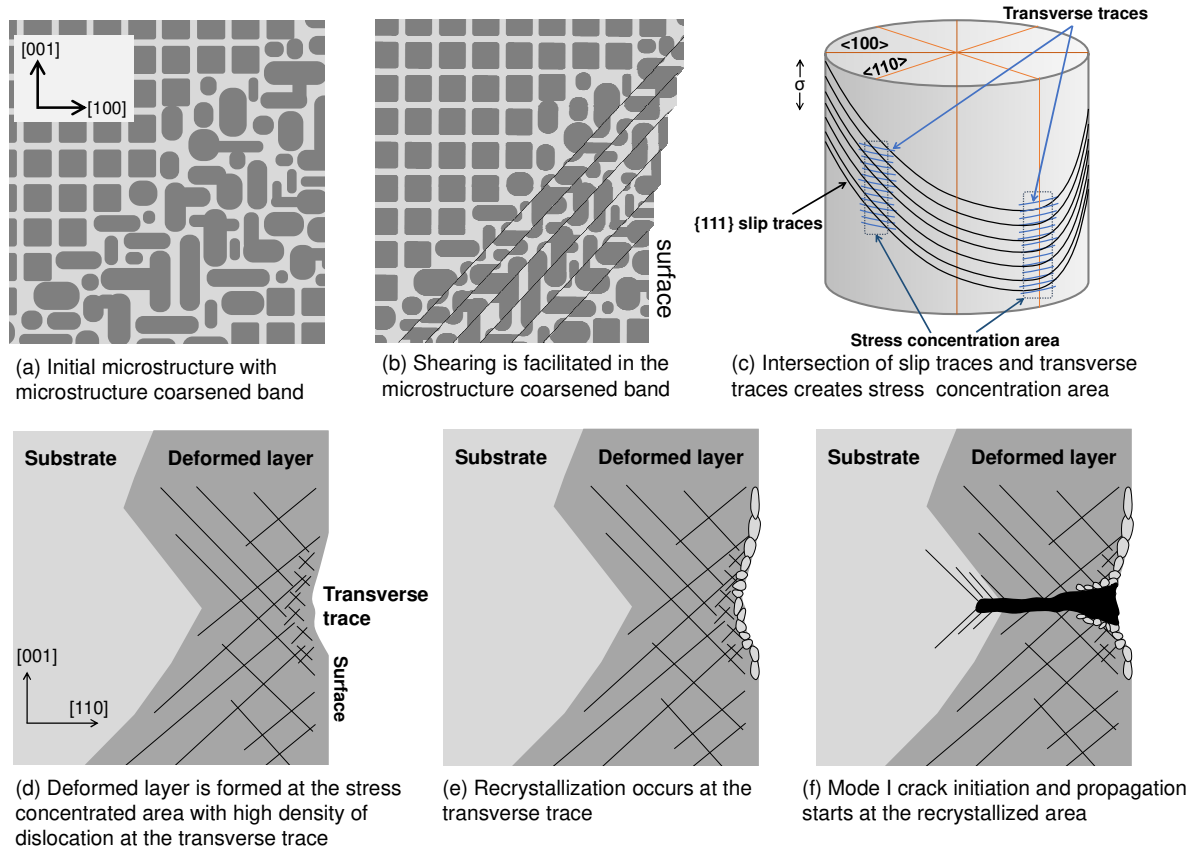 [001]
[100]
surface
Transverse traces
<100>
<110>
σ
{111} slip traces
Stress concentration area
(a) Initial microstructure with
microstructure coarsened band
(b) Shearing is facilitated in the
microstructure coarsened band
(c) Intersection of slip traces and transverse
traces creates stress concentration area
Substrate
Deformed layer
Transverse
trace
Surface
[001]
[110]
Substrate
Deformed layer
Substrate
Deformed layer
(d) Deformed layer is formed at the stress
concentrated area with high density of
dislocation at the transverse trace
(e) Recrystallization occurs at the
transverse trace
(f) Mode I crack initiation and propagation
starts at the recrystallized area